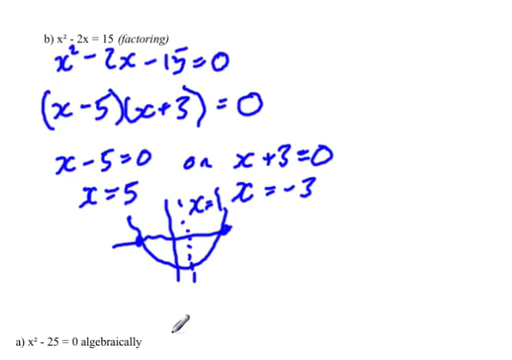 b) x² - 2x = 15 (factoring)
x² - 2x - 15 = 0
(x - 5)(x + 3) = 0
x - 5 = 0 or x + 3 = 0
x = 5 x = 1 x = -3
a) x² - 25 = 0 algebraically